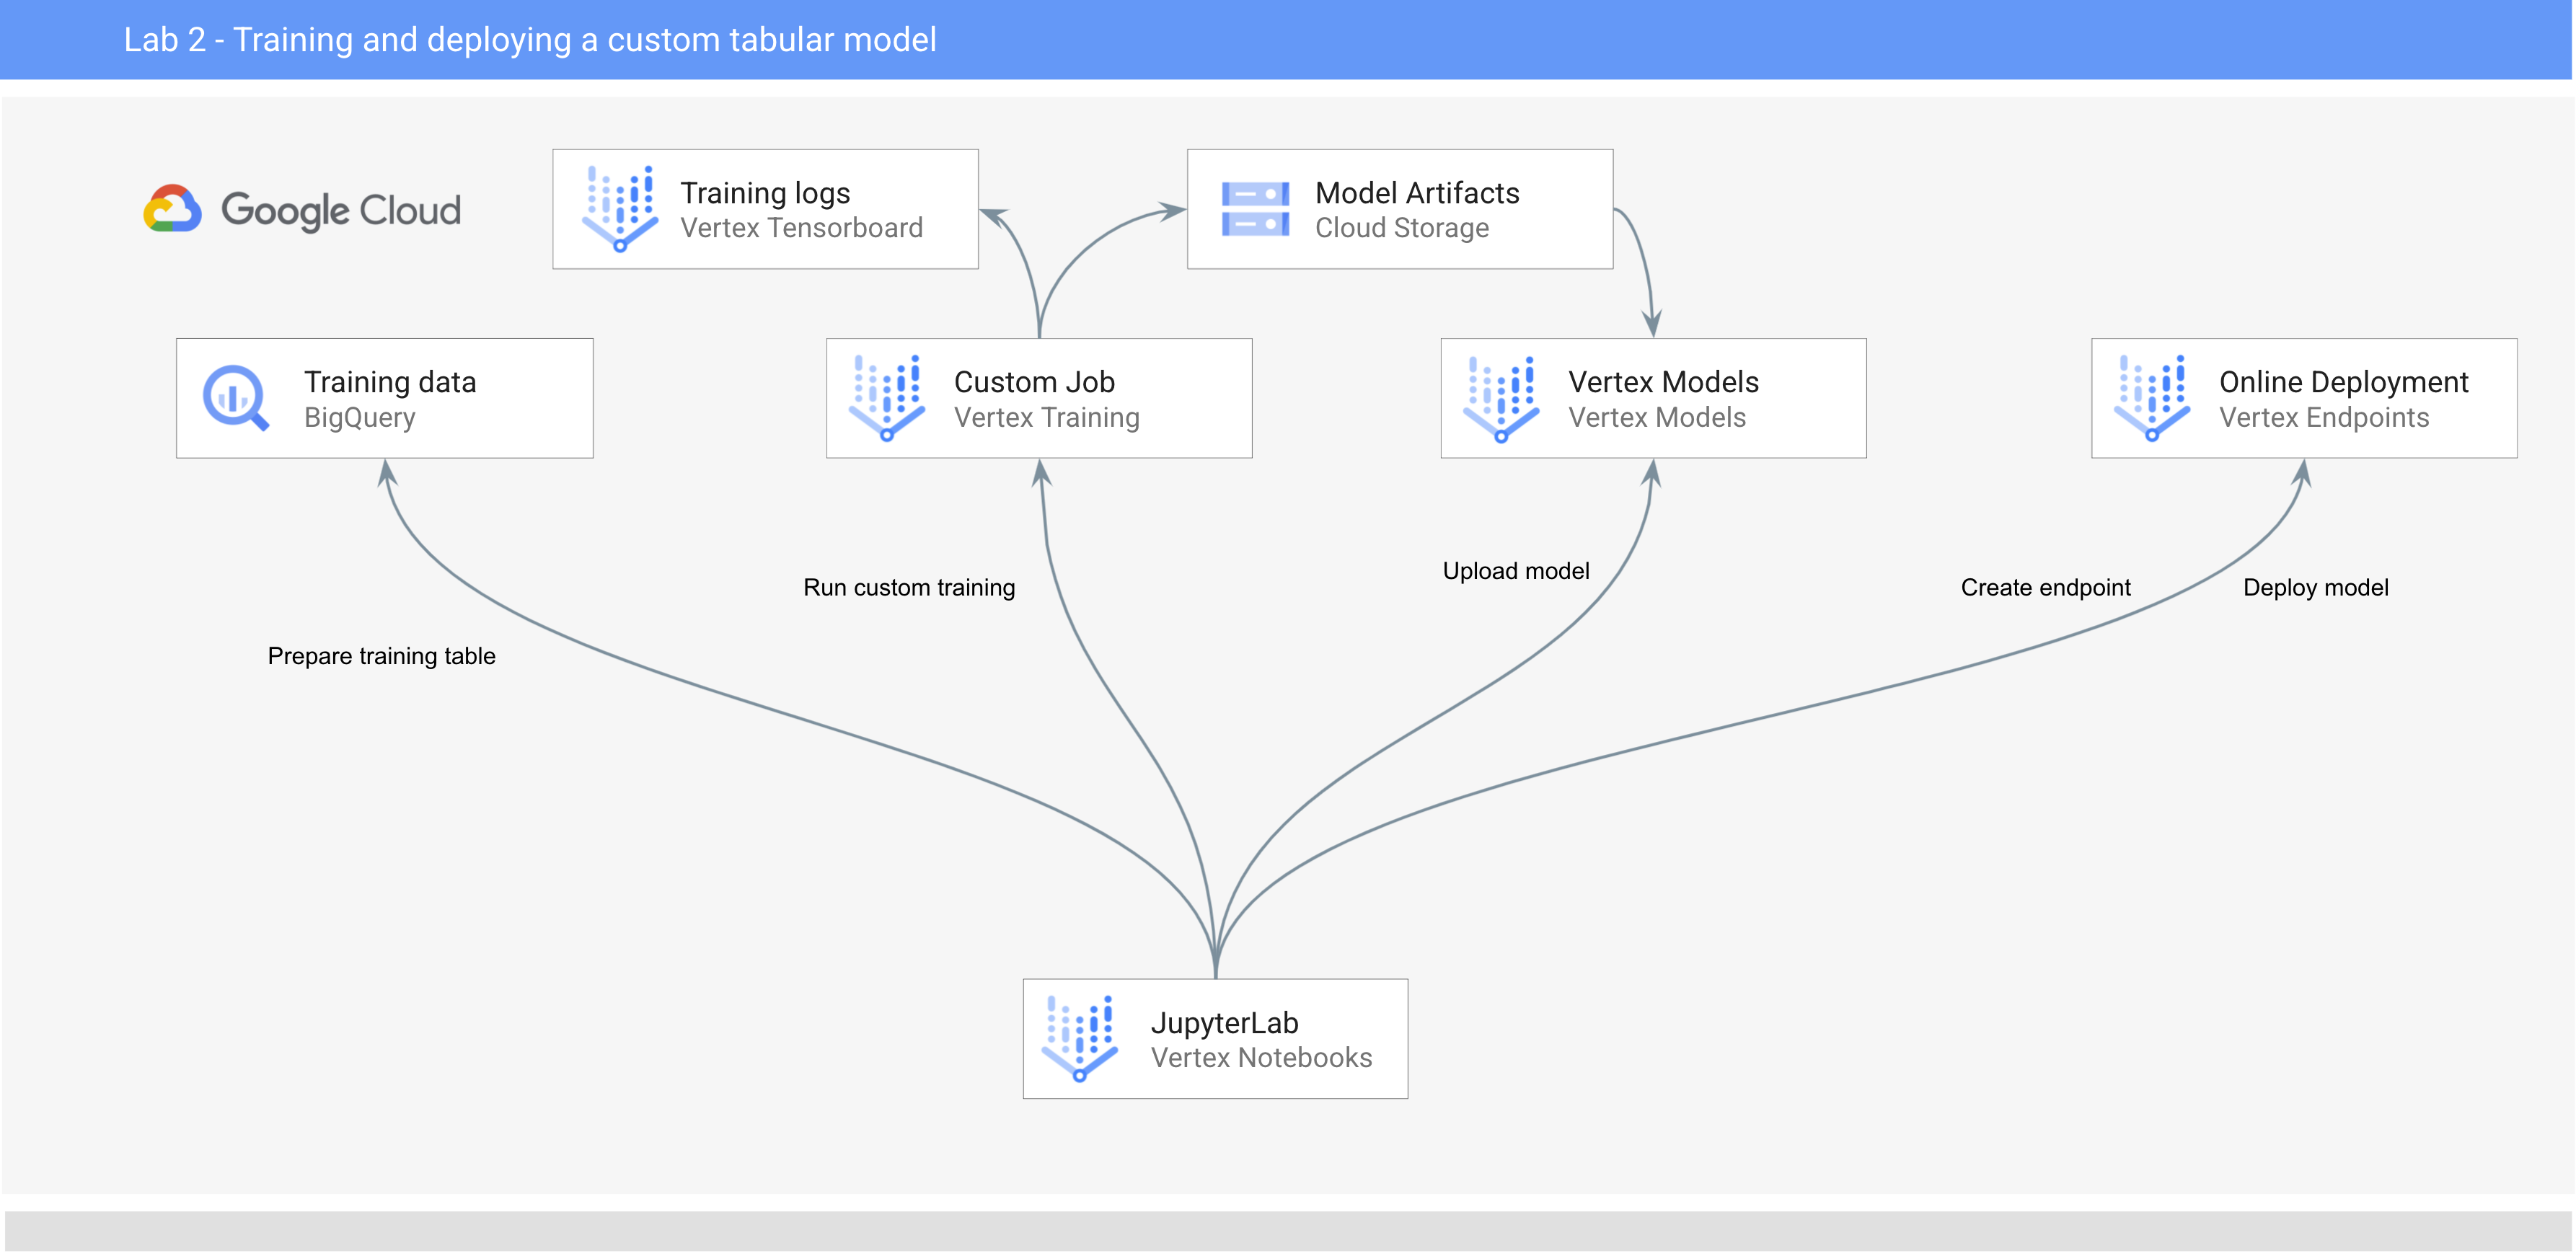 Lab 2 - Training and deploying a custom tabular model
Google Cloud
Training logs
Vertex Tensorboard
Model Artifacts
Cloud Storage
Training data
BigQuery
Custom Job
Vertex Training
Vertex Models
Vertex Models
Online Deployment
Vertex Endpoints
Prepare training table
Run custom training
Upload model
Create endpoint
Deploy model
JupyterLab
Vertex Notebooks